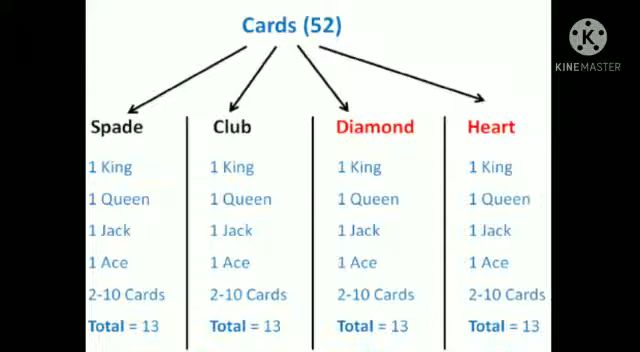 Cards (52)
K
KINEMASTER
Spade Club Diamond Heart
1 King 1 King 1 King 1 King
1 Queen 1 Queen 1 Queen 1 Queen
1 Jack 1 Jack 1 Jack 1 Jack
1 Ace 1 Ace 1 Ace 1 Ace
2-10 Cards 2-10 Cards 2-10 Cards 2-10 Cards
Total = 13 Total = 13 Total = 13 Total = 13